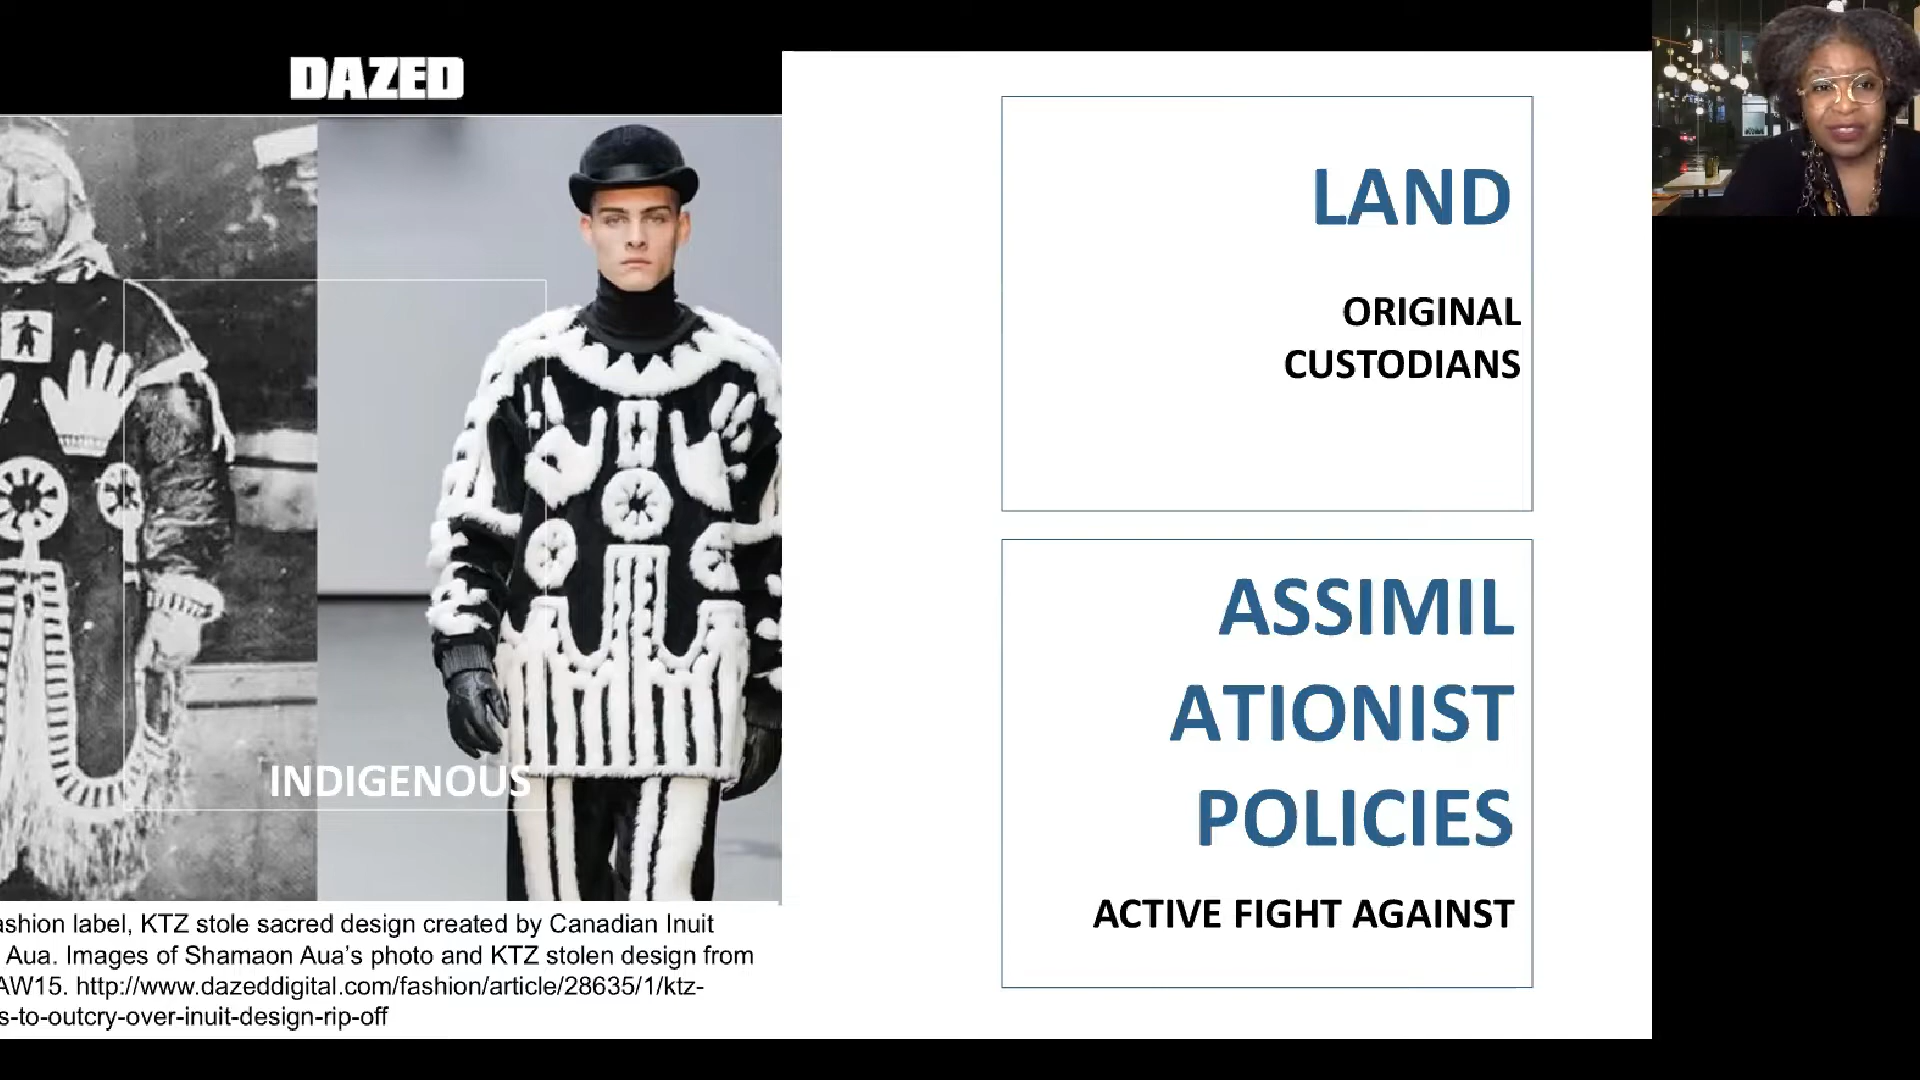 DAZED
INDIGENOUS
ashion label, KTZ stole sacred design created by Canadian Inuit
Aua. Images of Shamaon Aua's photo and KTZ stolen design from
AW15. http://www.dazeddigital.com/fashion/article/28635/1/ktz-
s-to-outcry-over-inuit-design-rip-off
LAND
ORIGINAL
CUSTODIANS
ASSIMIL
ATIONIST
POLICIES
ACTIVE FIGHT AGAINST